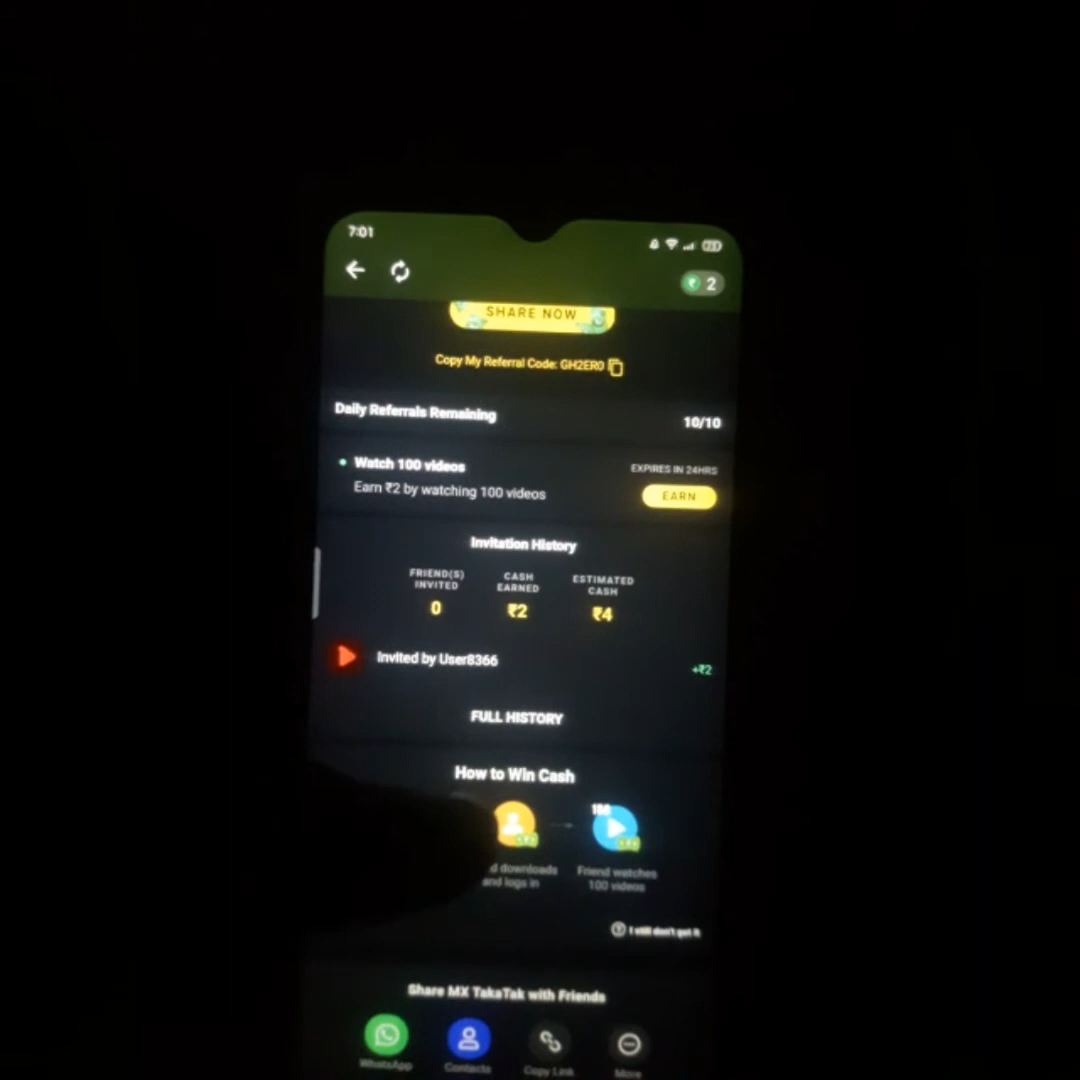 7:01
2
SHARE NOW
Copy My Referral Code: GH2ER0
Daily Referrals Remaining
10/10
Watch 100 videos
EXPIRES IN 24HRS
Earn ₹2 by watching 100 videos
EARN
Invitation History
FRIEND(S) INVITED
CASH EARNED
ESTIMATED CASH
0
₹2
₹4
Invited by User8366
+₹2
FULL HISTORY
How to Win Cash
downloads
and logs in
Friend watches
100 videos
I still don't get it
Share MX TakaTak with Friends
WhatsApp
Contacts
Copy Link
More